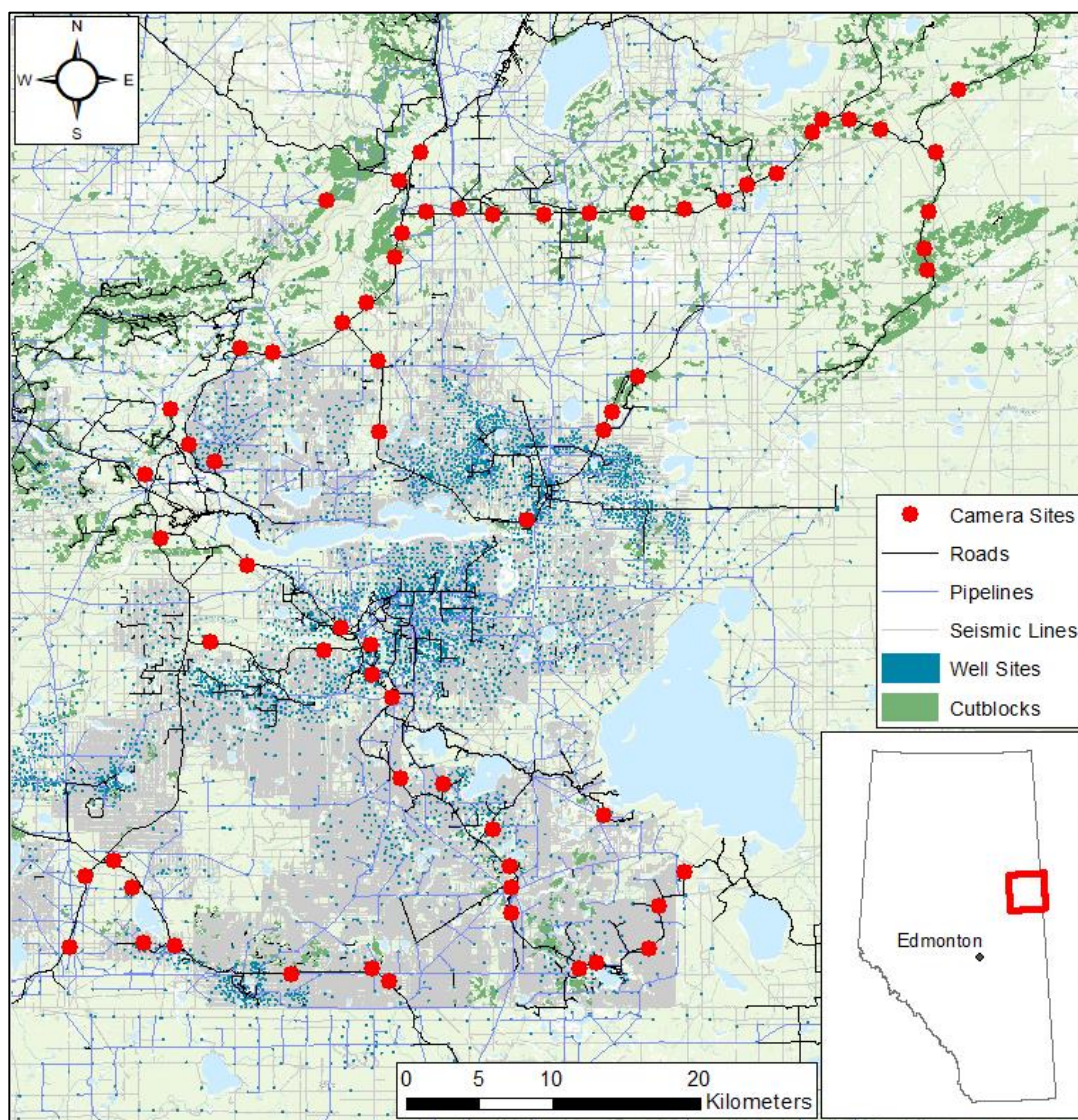 N
W E
S
Camera Sites
Roads
Pipelines
Seismic Lines
Well Sites
Cutblocks
Edmonton
0 5 10 20
Kilometers